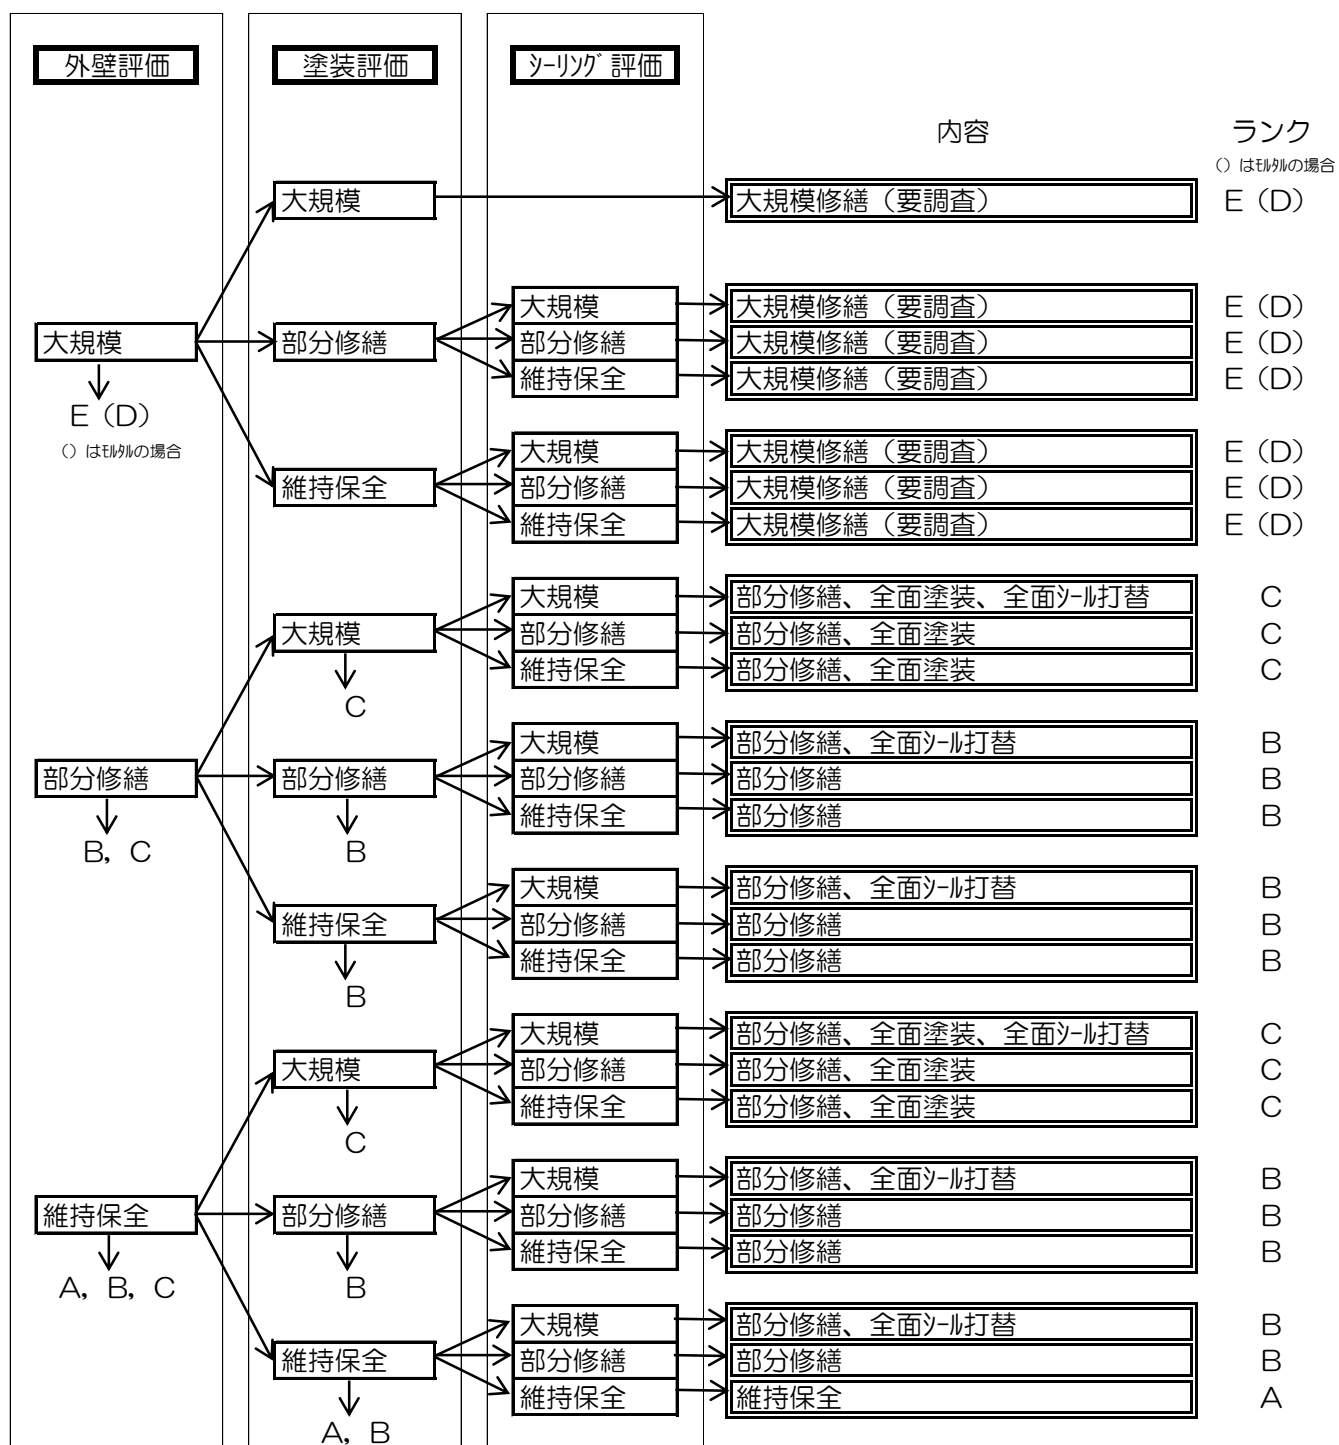 外壁評価 塗装評価 ｼｰﾘﾝｸﾞ評価
内容 ランク
（）はﾓﾙﾀﾙの場合
大規模 大規模修繕（要調査） E（D）
大規模 大規模修繕（要調査） E（D）
大規模 部分修繕 部分修繕 大規模修繕（要調査） E（D）
維持保全 大規模修繕（要調査） E（D）
E（D）
（）はﾓﾙﾀﾙの場合
大規模 大規模修繕（要調査） E（D）
維持保全 部分修繕 大規模修繕（要調査） E（D）
維持保全 大規模修繕（要調査） E（D）
大規模 部分修繕、全面塗装、全面ｼｰﾙ打替 C
大規模 部分修繕 部分修繕、全面塗装 C
維持保全 部分修繕、全面塗装 C
C
大規模 部分修繕、全面ｼｰﾙ打替 B
部分修繕 部分修繕 部分修繕 部分修繕 B
維持保全 部分修繕 B
B，C B
大規模 部分修繕、全面ｼｰﾙ打替 B
維持保全 部分修繕 部分修繕 B
維持保全 部分修繕 B
B
大規模 部分修繕、全面塗装、全面ｼｰﾙ打替 C
大規模 部分修繕 部分修繕、全面塗装 C
維持保全 部分修繕、全面塗装 C
C
大規模 部分修繕、全面ｼｰﾙ打替 B
維持保全 部分修繕 部分修繕 部分修繕 B
維持保全 部分修繕 B
A，B，C B
大規模 部分修繕、全面ｼｰﾙ打替 B
維持保全 部分修繕 部分修繕 B
維持保全 維持保全 A
A，B